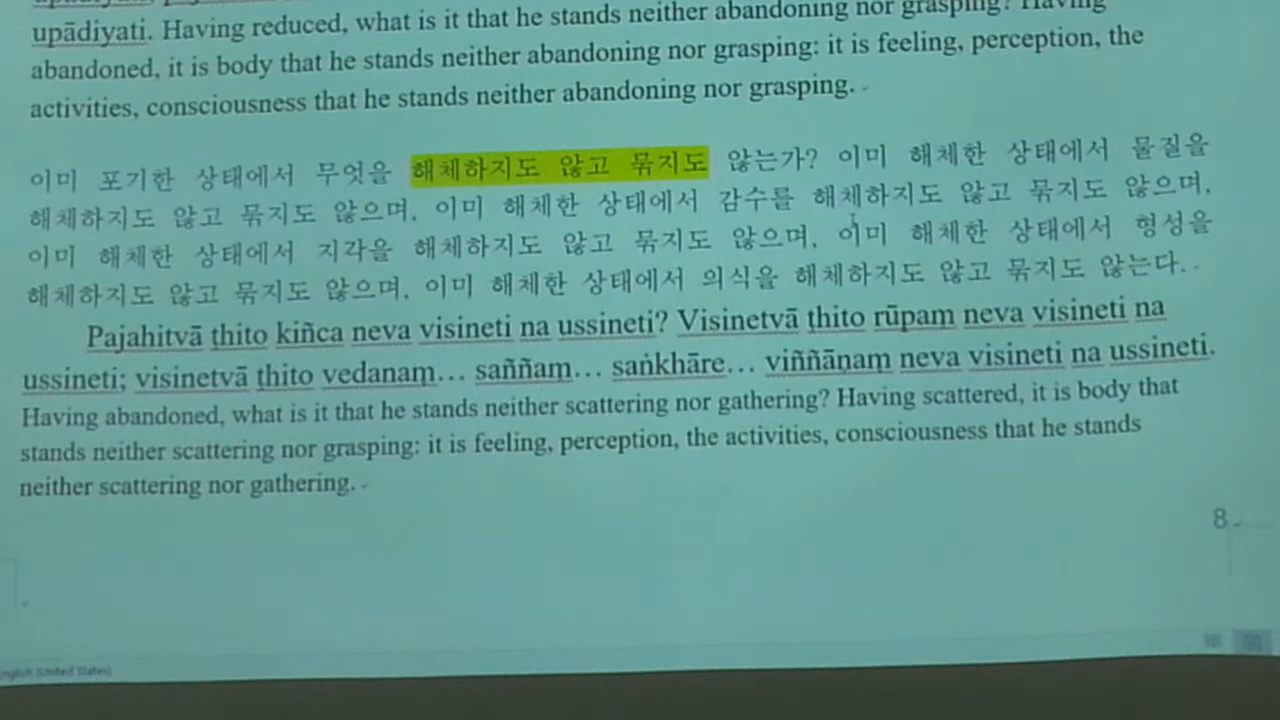 upādiyati. Having reduced, what is it that he stands neither abandoning nor grasping? Having
abandoned, it is body that he stands neither abandoning nor grasping: it is feeling, perception, the
activities, consciousness that he stands neither abandoning nor grasping.
이미 포기한 상태에서 무엇을 해체하지도 않고 묶지도 않는가? 이미 해체한 상태에서 물질을
해체하지도 않고 묶지도 않으며, 이미 해체한 상태에서 감수를 해체하지도 않고 묶지도 않으며,
이미 해체한 상태에서 지각을 해체하지도 않고 묶지도 않으며, 이미 해체한 상태에서 형성을
해체하지도 않고 묶지도 않으며, 이미 해체한 상태에서 의식을 해체하지도 않고 묶지도 않는다.
Pajahitvā ṭhito kiñca neva visineti na ussineti? Visinetvā ṭhito rūpaṃ neva visineti na
ussineti; visinetvā ṭhito vedanaṃ... saññaṃ... saṅkhāre... viññāṇaṃ neva visineti na ussineti.
Having abandoned, what is it that he stands neither scattering nor gathering? Having scattered, it is body that
stands neither scattering nor grasping: it is feeling, perception, the activities, consciousness that he stands
neither scattering nor gathering.
8
English (United States)